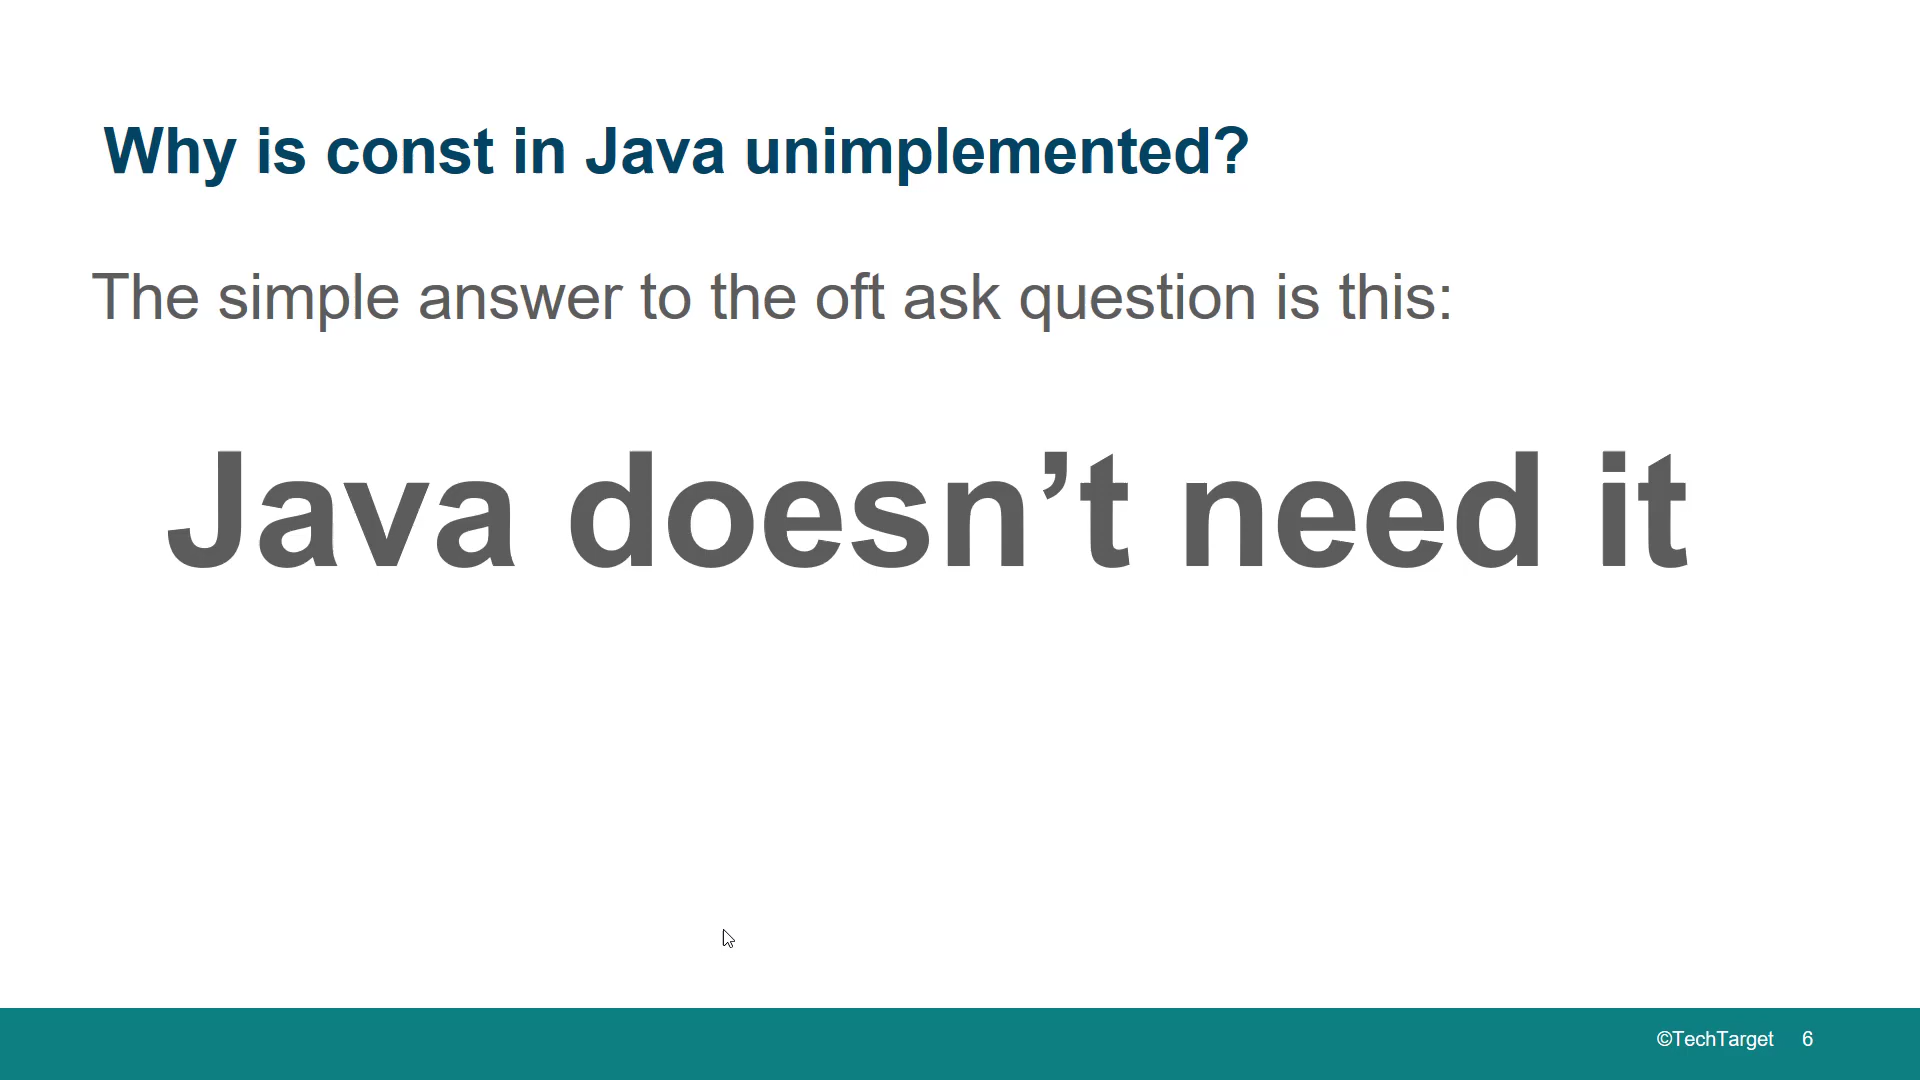 Why is const in Java unimplemented?
The simple answer to the oft ask question is this:
Java doesn’t need it
©TechTarget 6